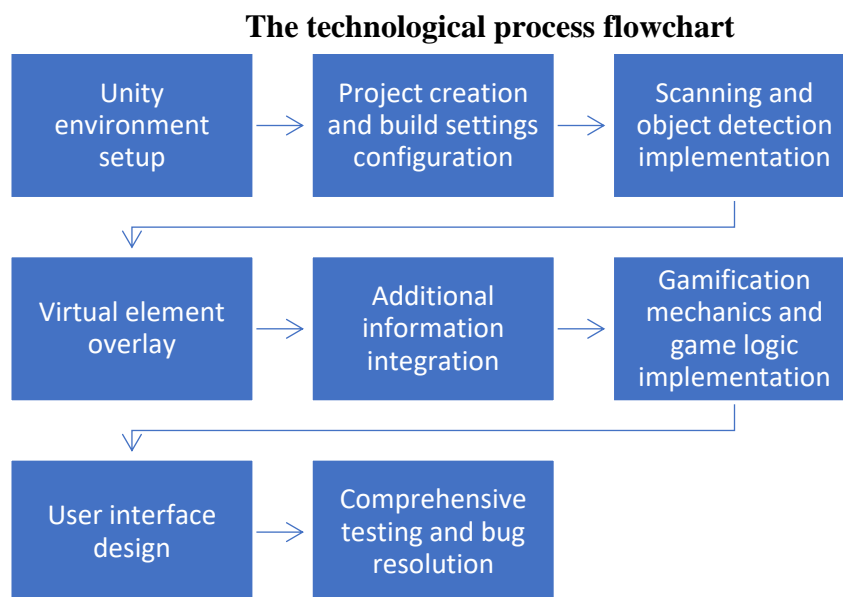 The technological process flowchart
Unity
environment
setup
Project creation
and build settings
configuration
Scanning and
object detection
implementation
Virtual element
overlay
Additional
information
integration
Gamification
mechanics and
game logic
implementation
User interface
design
Comprehensive
testing and bug
resolution